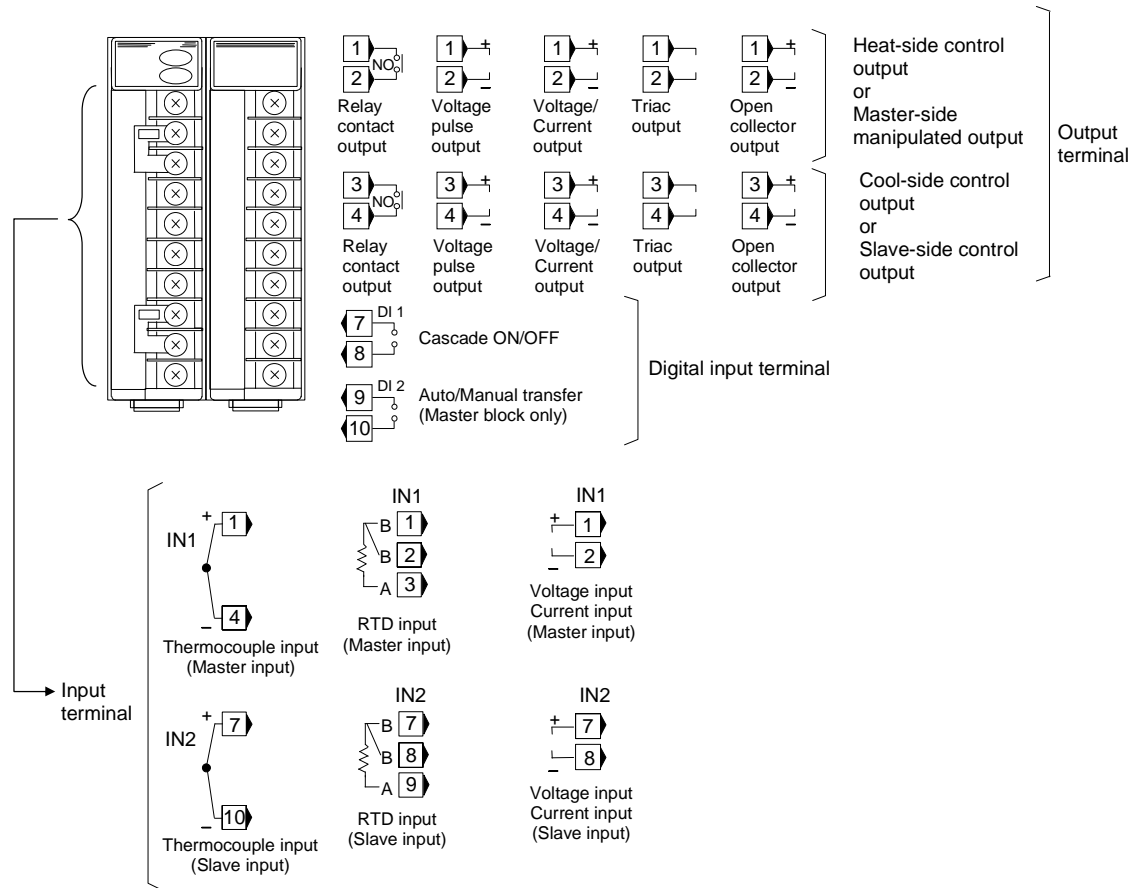 1
2
NO
Relay
contact
output
1
2
+
−
Voltage
pulse
output
1
2
+
−
Voltage/
Current
output
1
2
Triac
output
1
2
+
−
Open
collector
output
Heat-side control
output
or
Master-side
manipulated output
3
4
NO
Relay
contact
output
3
4
+
−
Voltage
pulse
output
3
4
+
−
Voltage/
Current
output
3
4
Triac
output
3
4
+
−
Open
collector
output
Cool-side control
output
or
Slave-side control
output
Output
terminal
7
8
DI 1
Cascade ON/OFF
9
10
DI 2
Auto/Manual transfer
(Master block only)
Digital input terminal
Input
terminal
IN1
+
1
−
4
Thermocouple input
(Master input)
IN1
B 1
B 2
A 3
RTD input
(Master input)
IN1
+
1
2
−
Voltage input
Current input
(Master input)
IN2
+
7
−
10
Thermocouple input
(Slave input)
IN2
B 7
B 8
A 9
RTD input
(Slave input)
IN2
+
7
8
−
Voltage input
Current input
(Slave input)